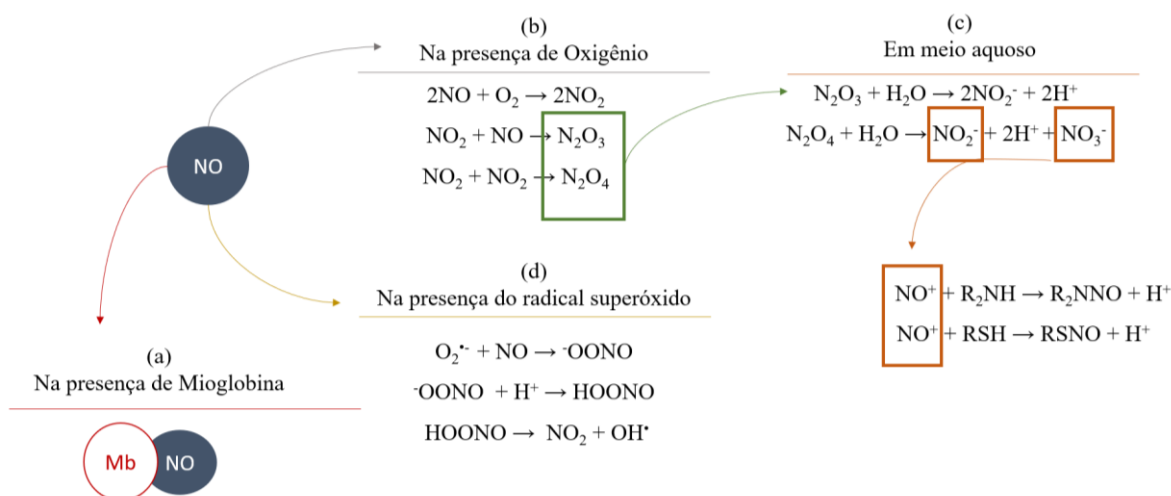 NO
(a)
Na presença de Mioglobina
Mb NO
(b)
Na presença de Oxigênio
2NO + O₂ → 2NO₂
NO₂ + NO → N₂O₃
NO₂ + NO₂ → N₂O₄
(c)
Em meio aquoso
N₂O₃ + H₂O → 2NO₂⁻ + 2H⁺
N₂O₄ + H₂O → NO₂⁻ + 2H⁺ + NO₃⁻
NO⁺ + R₂NH → R₂NNO + H⁺
NO⁺ + RSH → RSNO + H⁺
(d)
Na presença do radical superóxido
O₂•⁻ + NO → ⁻OONO
⁻OONO + H⁺ → HOONO
HOONO → NO₂ + OH•